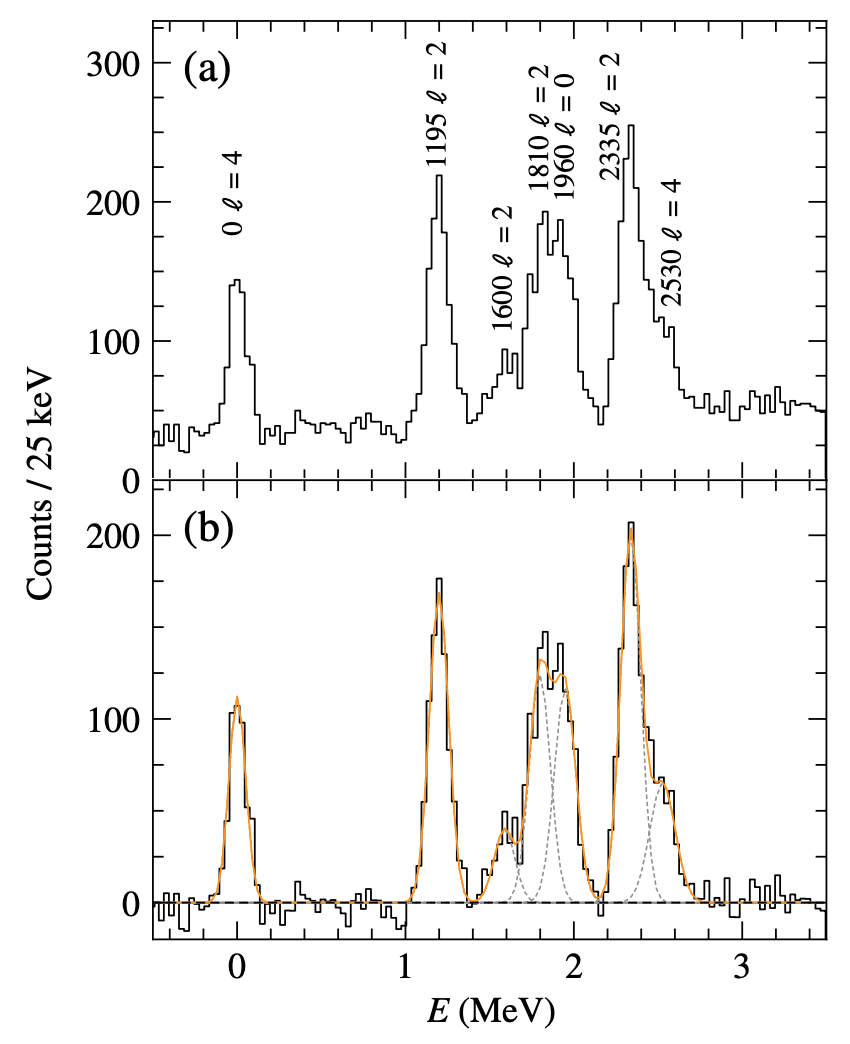 (a)
300
200
100
0
0 ℓ = 4
1195 ℓ = 2
1600 ℓ = 2
1810 ℓ = 2
1960 ℓ = 0
2335 ℓ = 2
2530 ℓ = 4
Counts / 25 keV
(b)
200
100
0
0 1 2 3
E (MeV)